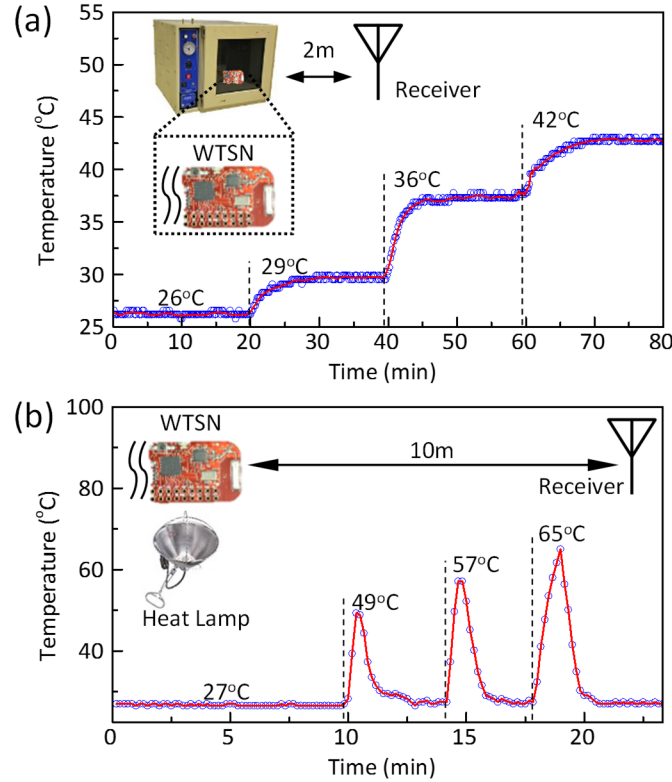 (a)
55
50
45
40
35
30
25
Temperature (°C)
2m
Receiver
WTSN
26°C
29°C
36°C
42°C
0 10 20 30 40 50 60 70 80
Time (min)
(b)
100
80
60
40
Temperature (°C)
WTSN
10m
Receiver
Heat Lamp
27°C
49°C
57°C
65°C
0 5 10 15 20
Time (min)